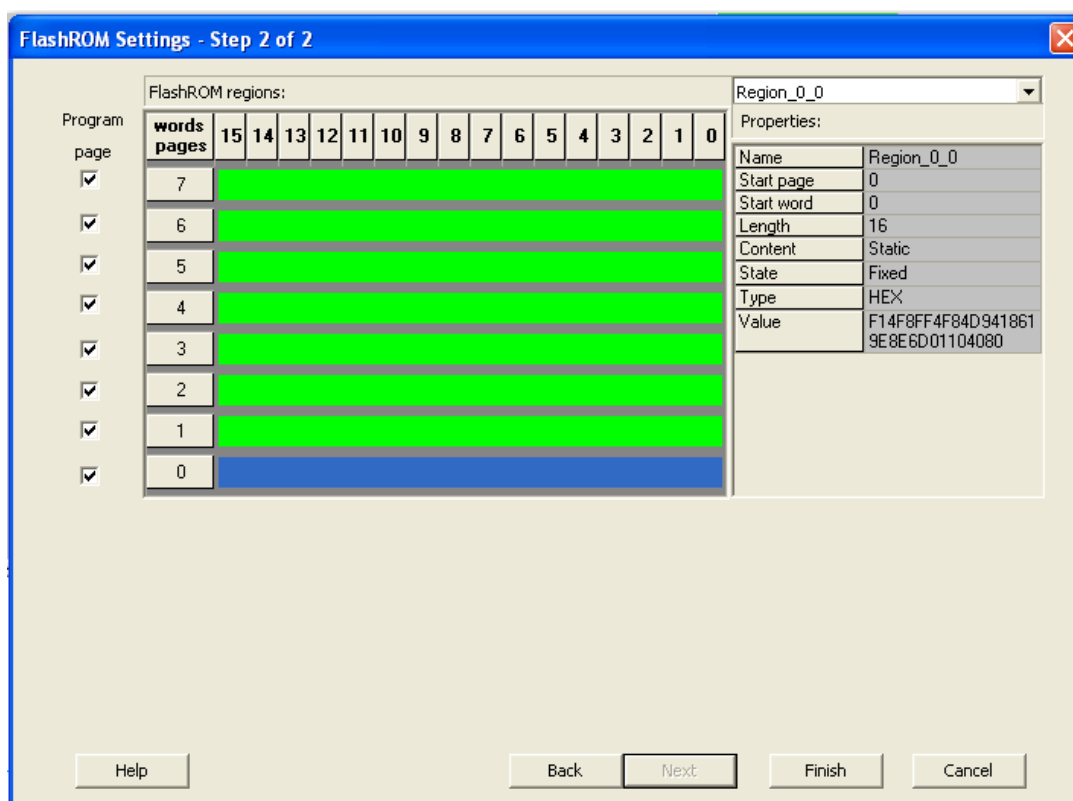 FlashROM Settings - Step 2 of 2
FlashROM regions:
Region_0_0
Program
page
words
pages
15 14 13 12 11 10 9 8 7 6 5 4 3 2 1 0
Properties:
Name Region_0_0
Start page 0
Start word 0
Length 16
Content Static
State Fixed
Type HEX
Value F14F8FF4F84D941861
9E8E6D01104080
7
6
5
4
3
2
1
0
Help
Back
Next
Finish
Cancel